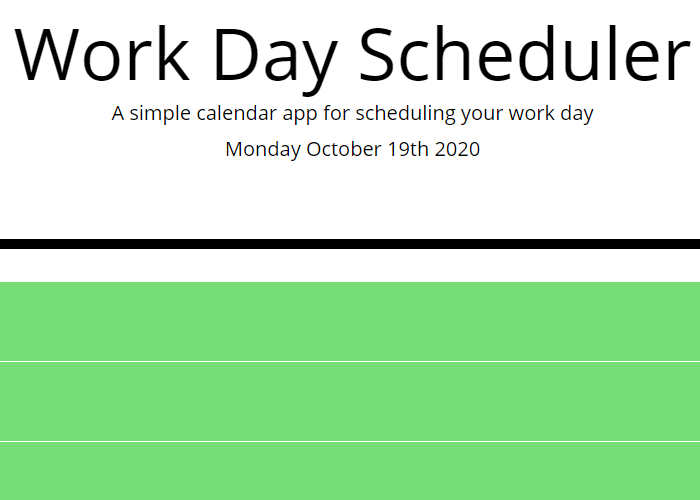 Work Day Scheduler
A simple calendar app for scheduling your work day
Monday October 19th 2020